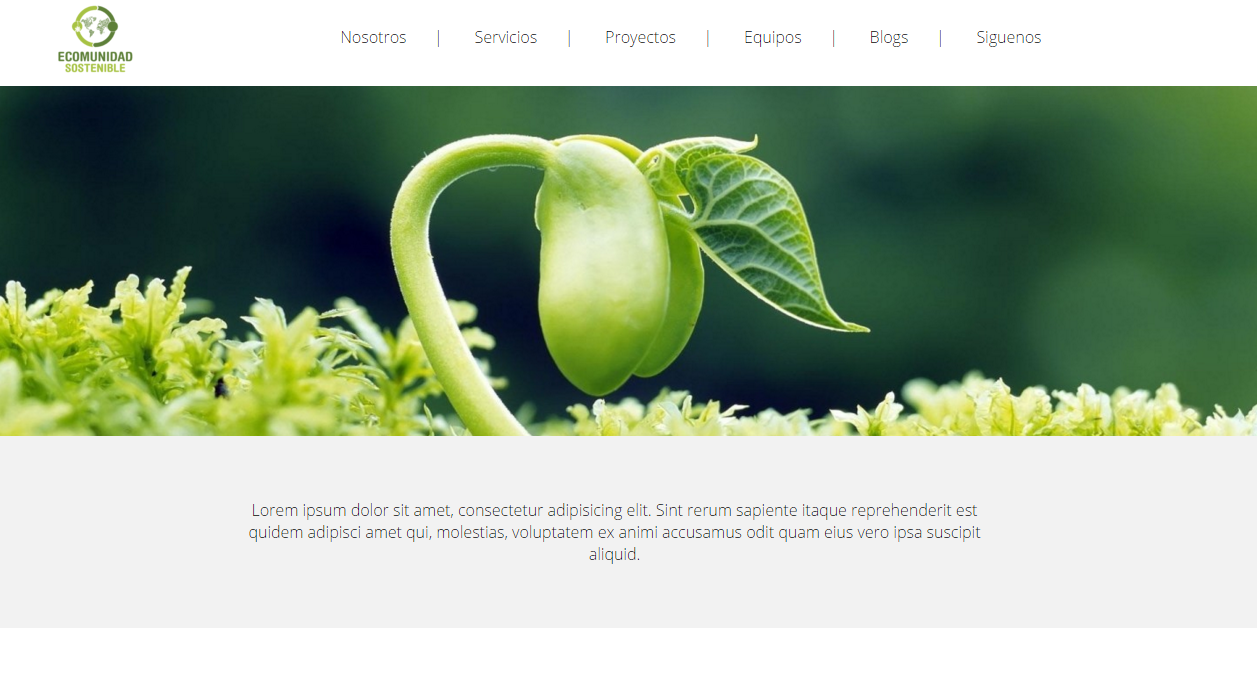 ECOMUNIDAD
SOSTENIBLE
Nosotros | Servicios | Proyectos | Equipos | Blogs | Siguenos
Lorem ipsum dolor sit amet, consectetur adipisicing elit. Sint rerum sapiente itaque reprehenderit est
quidem adipisci amet qui, molestias, voluptatem ex animi accusamus odit quam eius vero ipsa suscipit
aliquid.